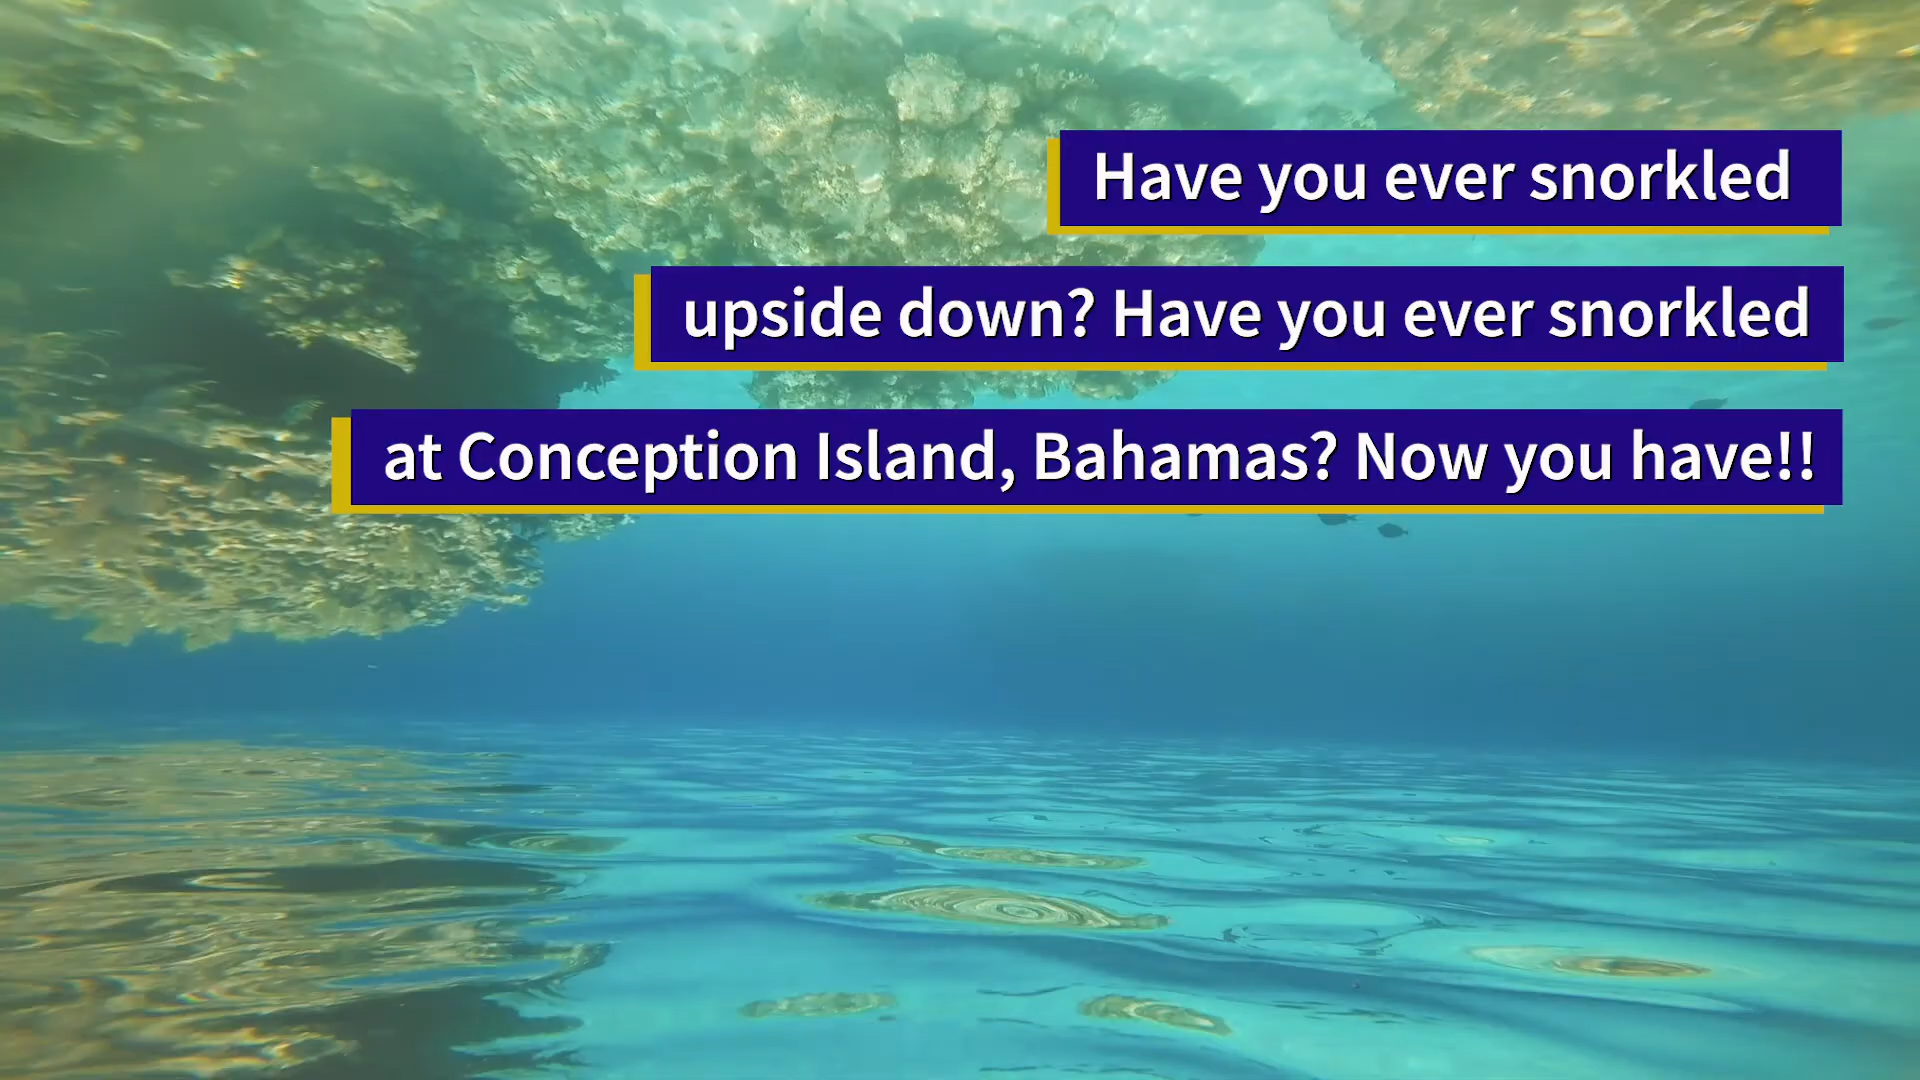 Have you ever snorkled
upside down? Have you ever snorkled
at Conception Island, Bahamas? Now you have!!